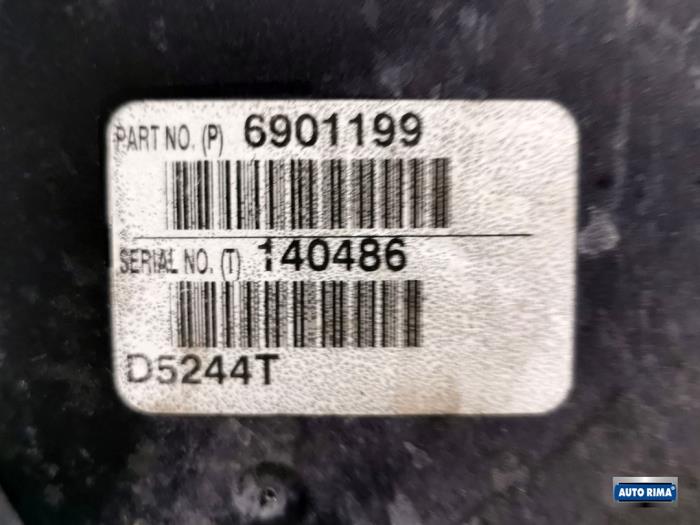 PART NO. (P) 6901199
SERIAL NO. (T) 140486
D5244T
AUTO RIMA®